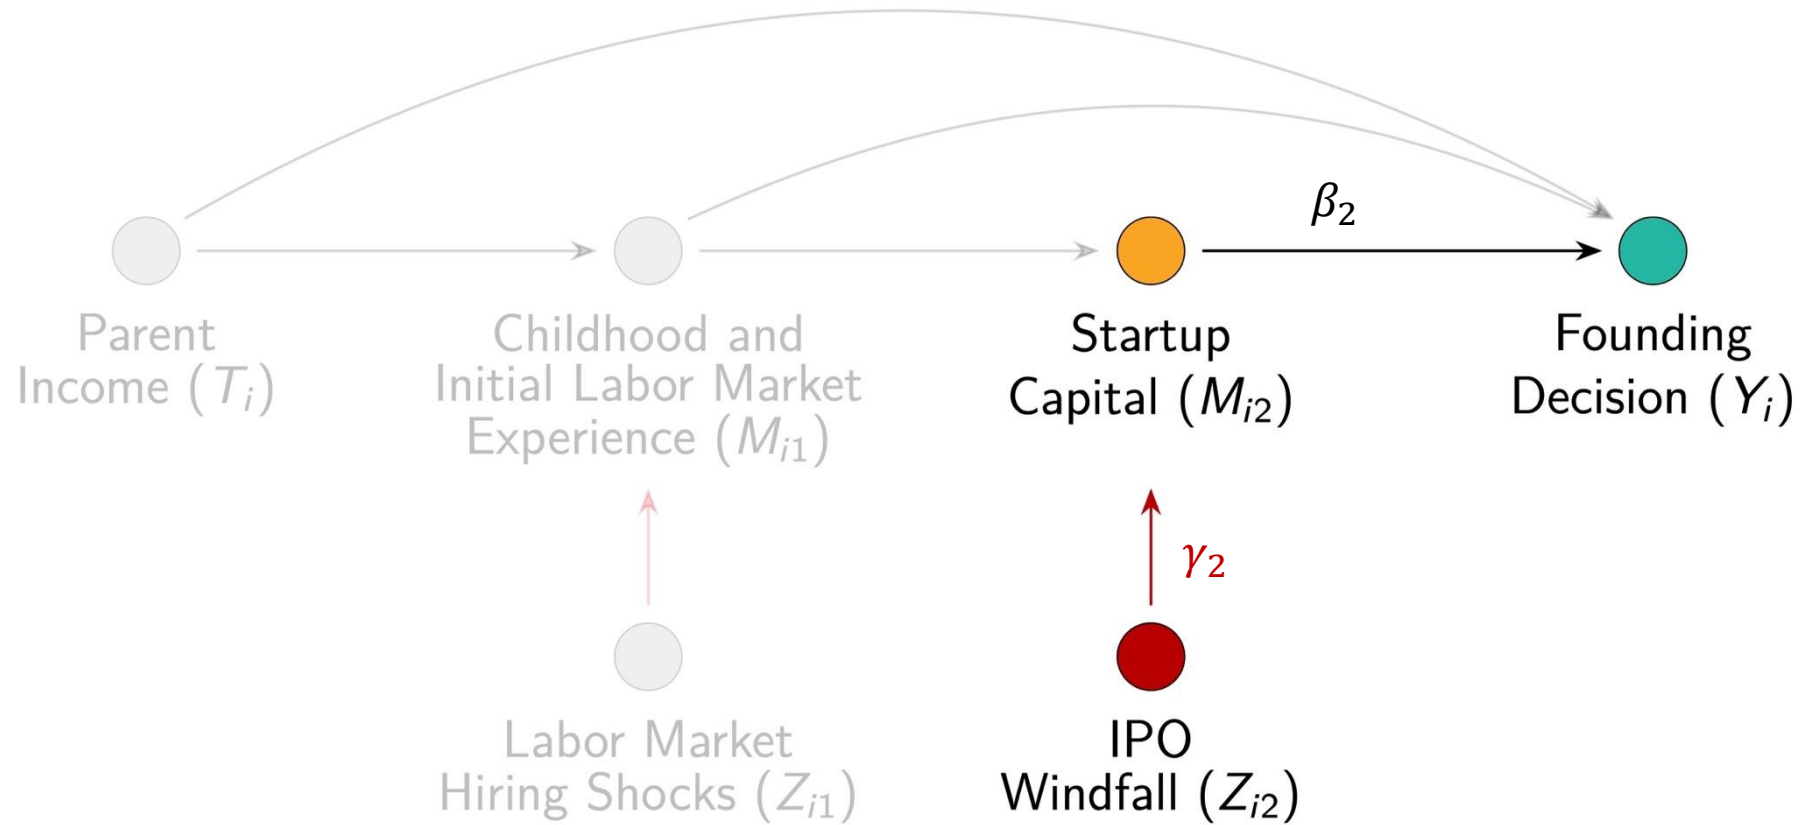 β₂
Parent
Income (Tᵢ)
Childhood and
Initial Labor Market
Experience (Mᵢ₁)
Startup
Capital (Mᵢ₂)
Founding
Decision (Yᵢ)
γ₂
Labor Market
Hiring Shocks (Zᵢ₁)
IPO
Windfall (Zᵢ₂)